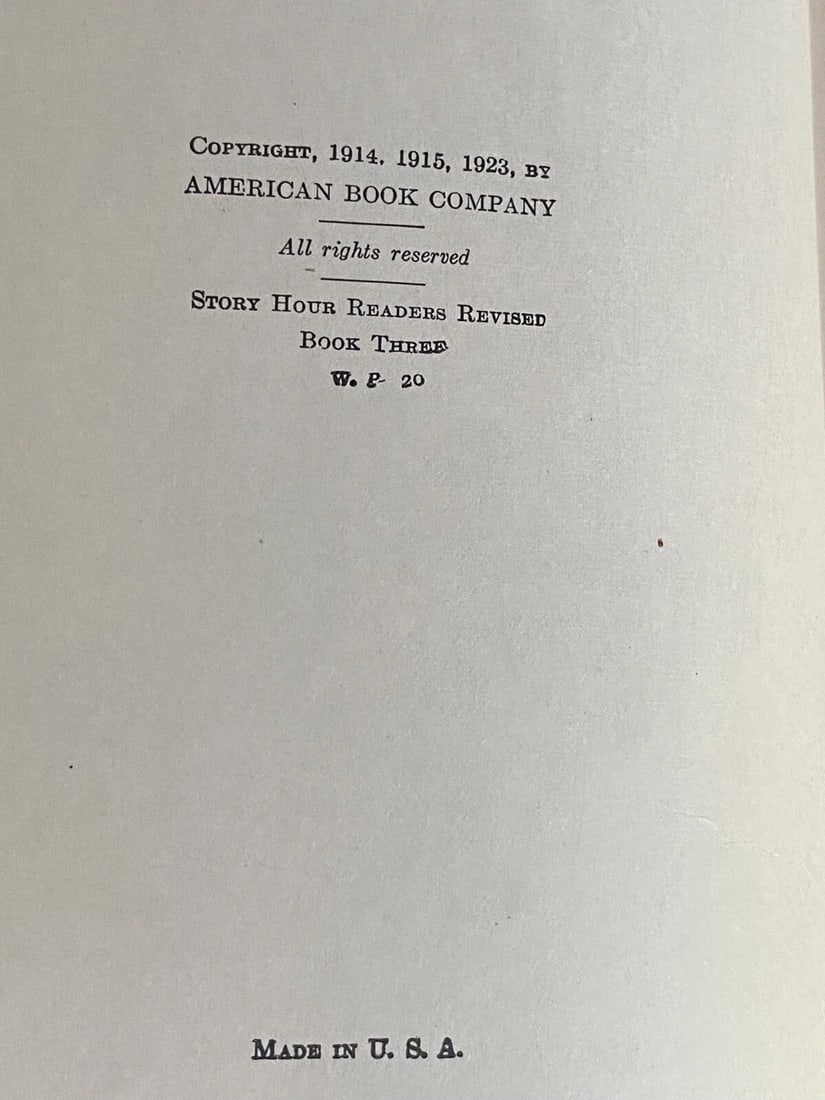 Copyright, 1914, 1915, 1923, by
AMERICAN BOOK COMPANY
All rights reserved
Story Hour Readers Revised
Book Three
W. P. 20
Made in U. S. A.